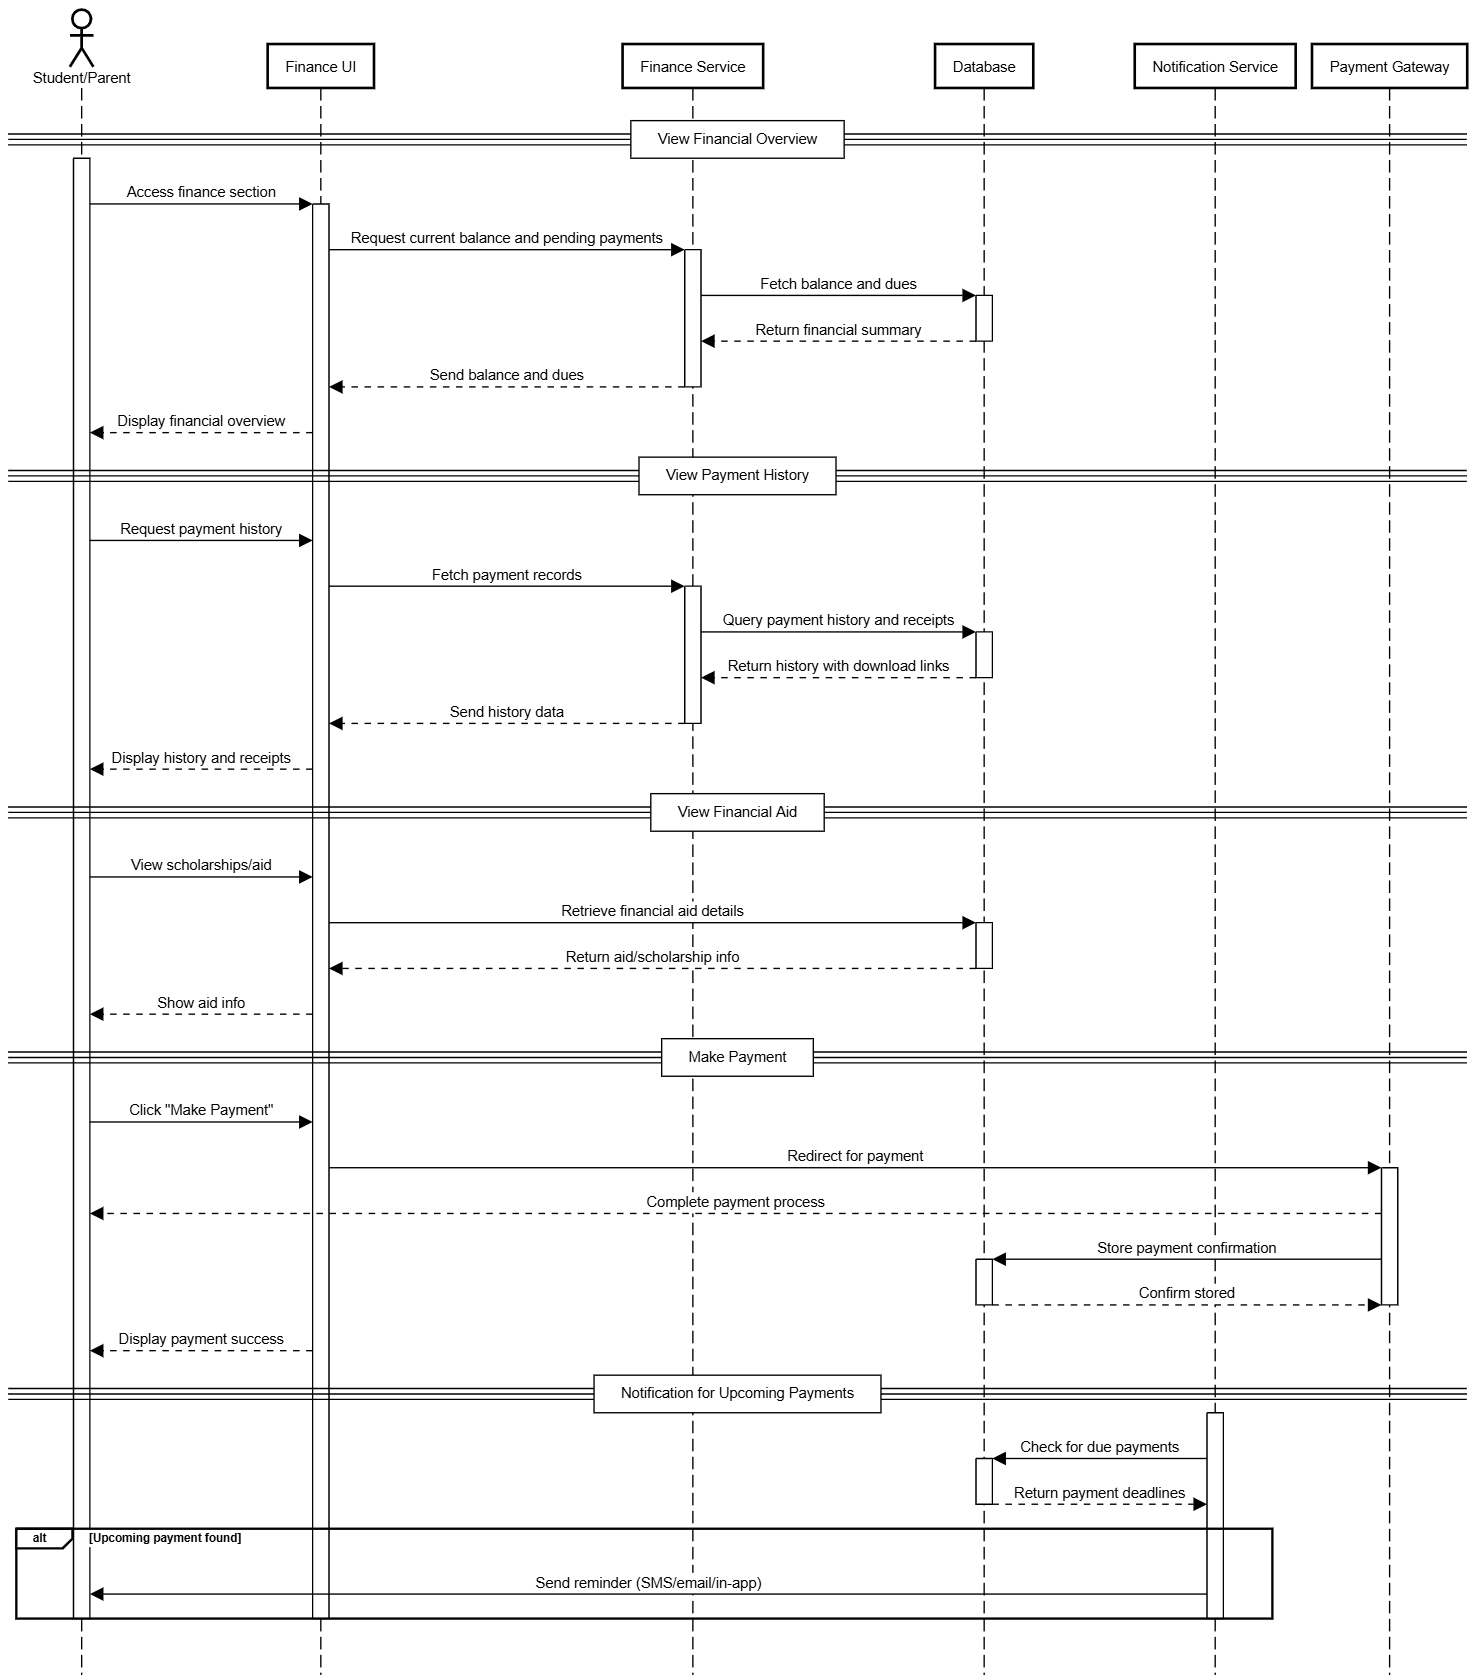 Student/Parent
Finance UI
Finance Service
Database
Notification Service
Payment Gateway
View Financial Overview
Access finance section
Request current balance and pending payments
Fetch balance and dues
Return financial summary
Send balance and dues
Display financial overview
View Payment History
Request payment history
Fetch payment records
Query payment history and receipts
Return history with download links
Send history data
Display history and receipts
View Financial Aid
View scholarships/aid
Retrieve financial aid details
Return aid/scholarship info
Show aid info
Make Payment
Click "Make Payment"
Redirect for payment
Complete payment process
Store payment confirmation
Confirm stored
Display payment success
Notification for Upcoming Payments
Check for due payments
Return payment deadlines
alt
[Upcoming payment found]
Send reminder (SMS/email/in-app)